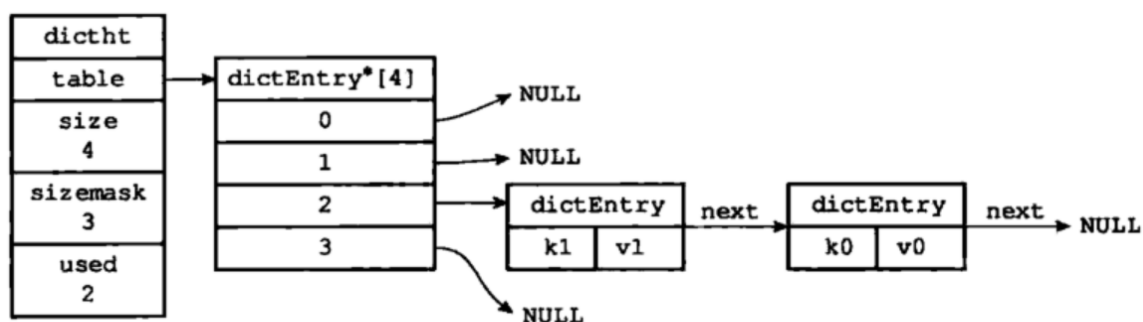 dictht
table
size
4
sizemask
3
used
2
dictEntry*[4]
0
1
2
3
NULL
NULL
dictEntry
k1 v1
next
dictEntry
k0 v0
next
NULL
NULL